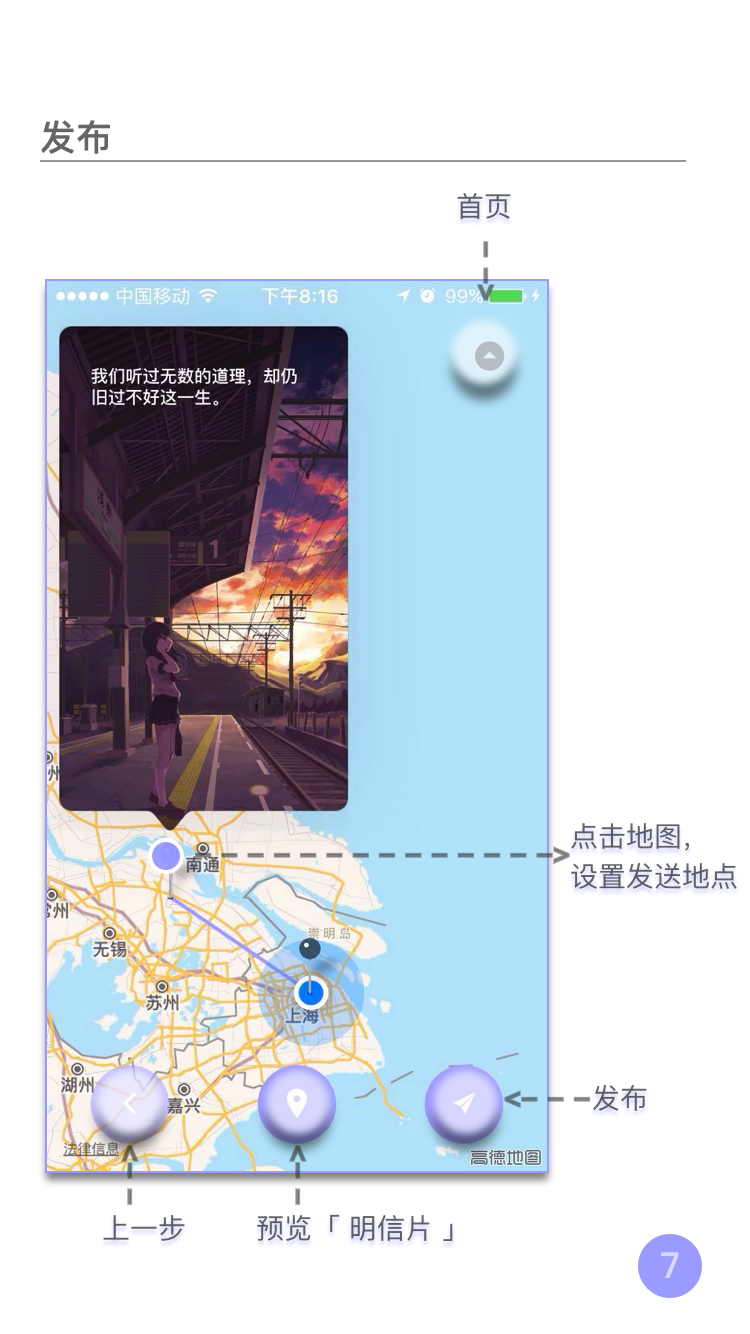 发布
首页
中国移动
下午8:16
99%
我们听过无数的道理，却仍
旧过不好这一生。
1
州
点击地图，
设置发送地点
南通
州
崇明岛
无锡
苏州
上海
湖州
嘉兴
发布
法律信息
高德地图
上一步
预览「 明信片 」
7